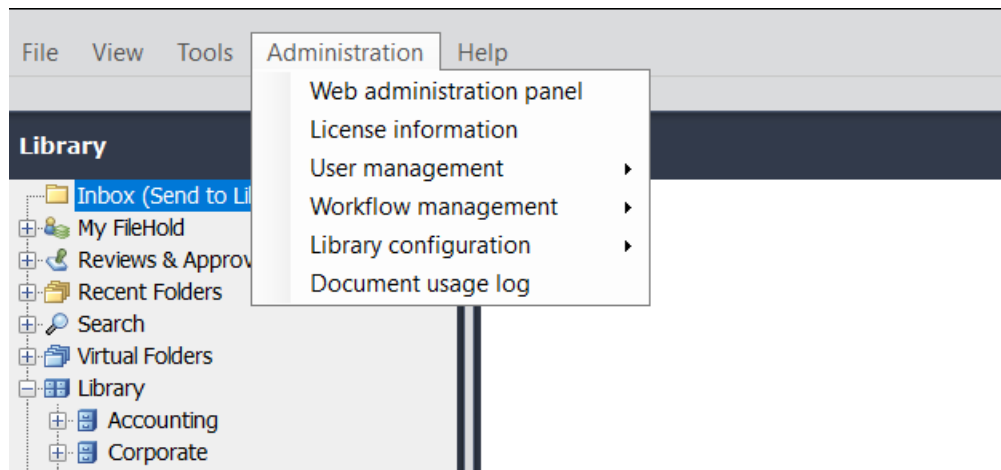 File View Tools Administration Help
Web administration panel
License information
User management
Workflow management
Library configuration
Document usage log
Library
Inbox (Send to Li
My FileHold
Reviews & Approv
Recent Folders
Search
Virtual Folders
Library
Accounting
Corporate